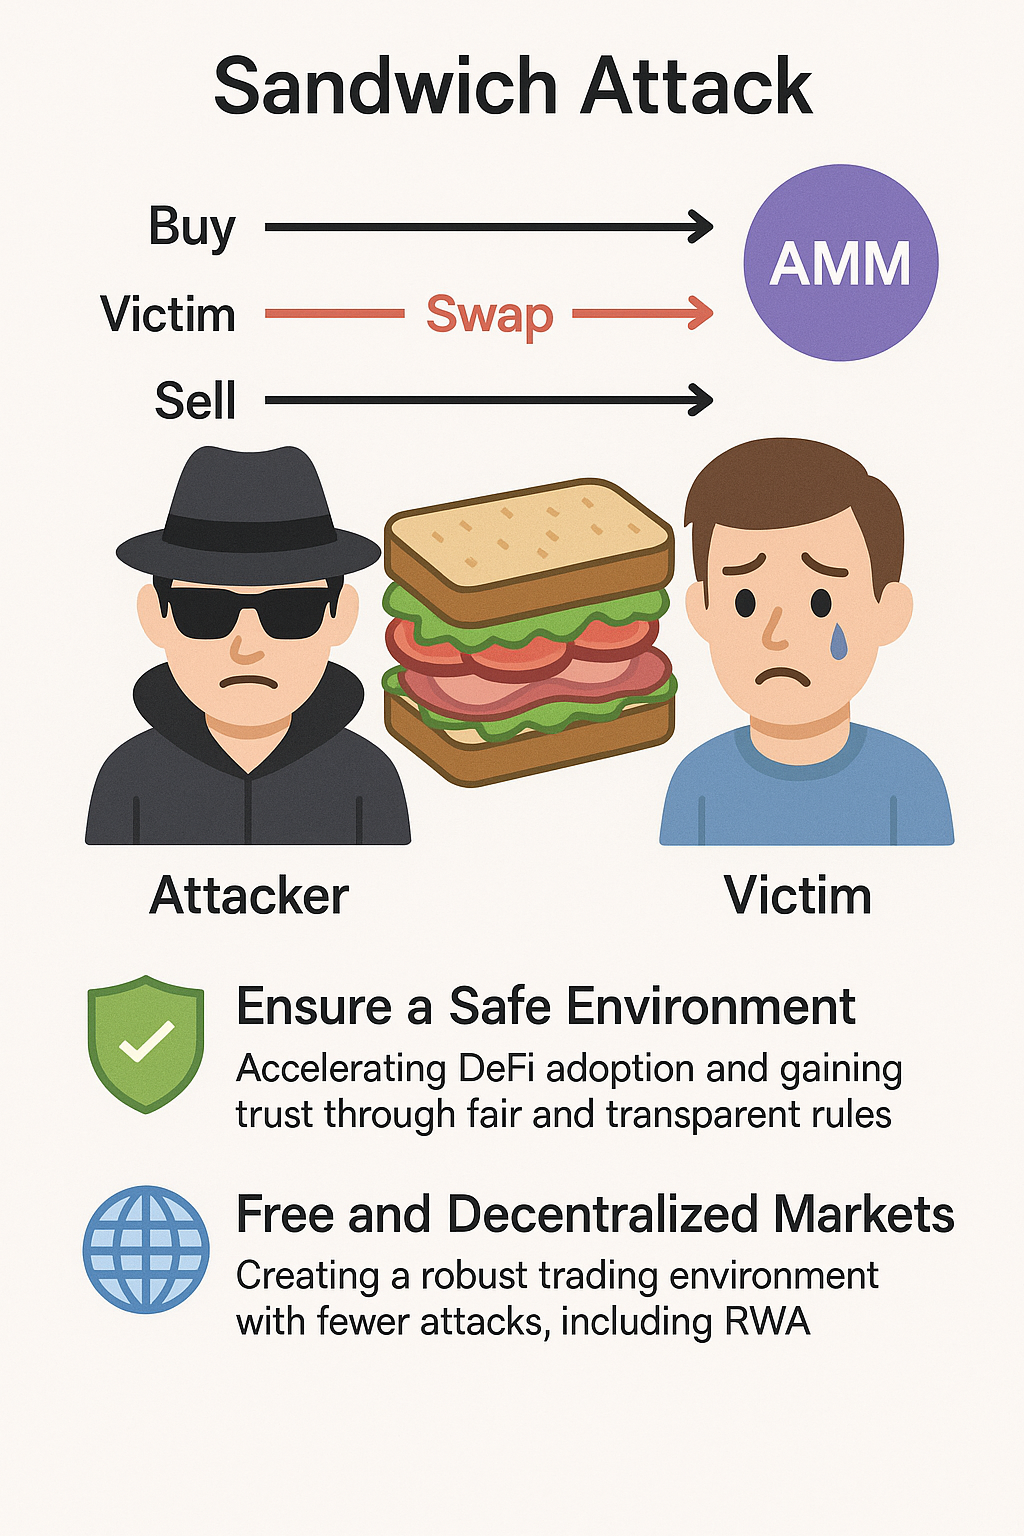 Sandwich Attack
Buy
AMM
Victim
Swap
Sell
Attacker
Victim
Ensure a Safe Environment
Accelerating DeFi adoption and gaining
trust through fair and transparent rules
Free and Decentralized Markets
Creating a robust trading environment
with fewer attacks, including RWA